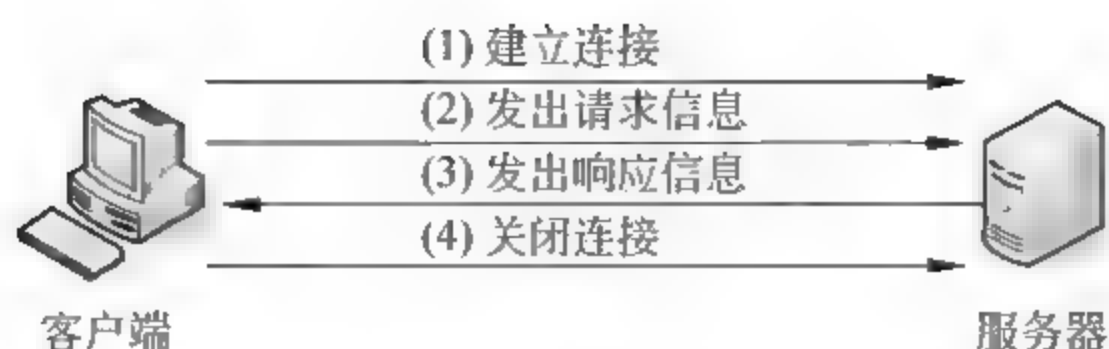 (1) 建立连接
(2) 发出请求信息
(3) 发出响应信息
(4) 关闭连接
客户端
服务器